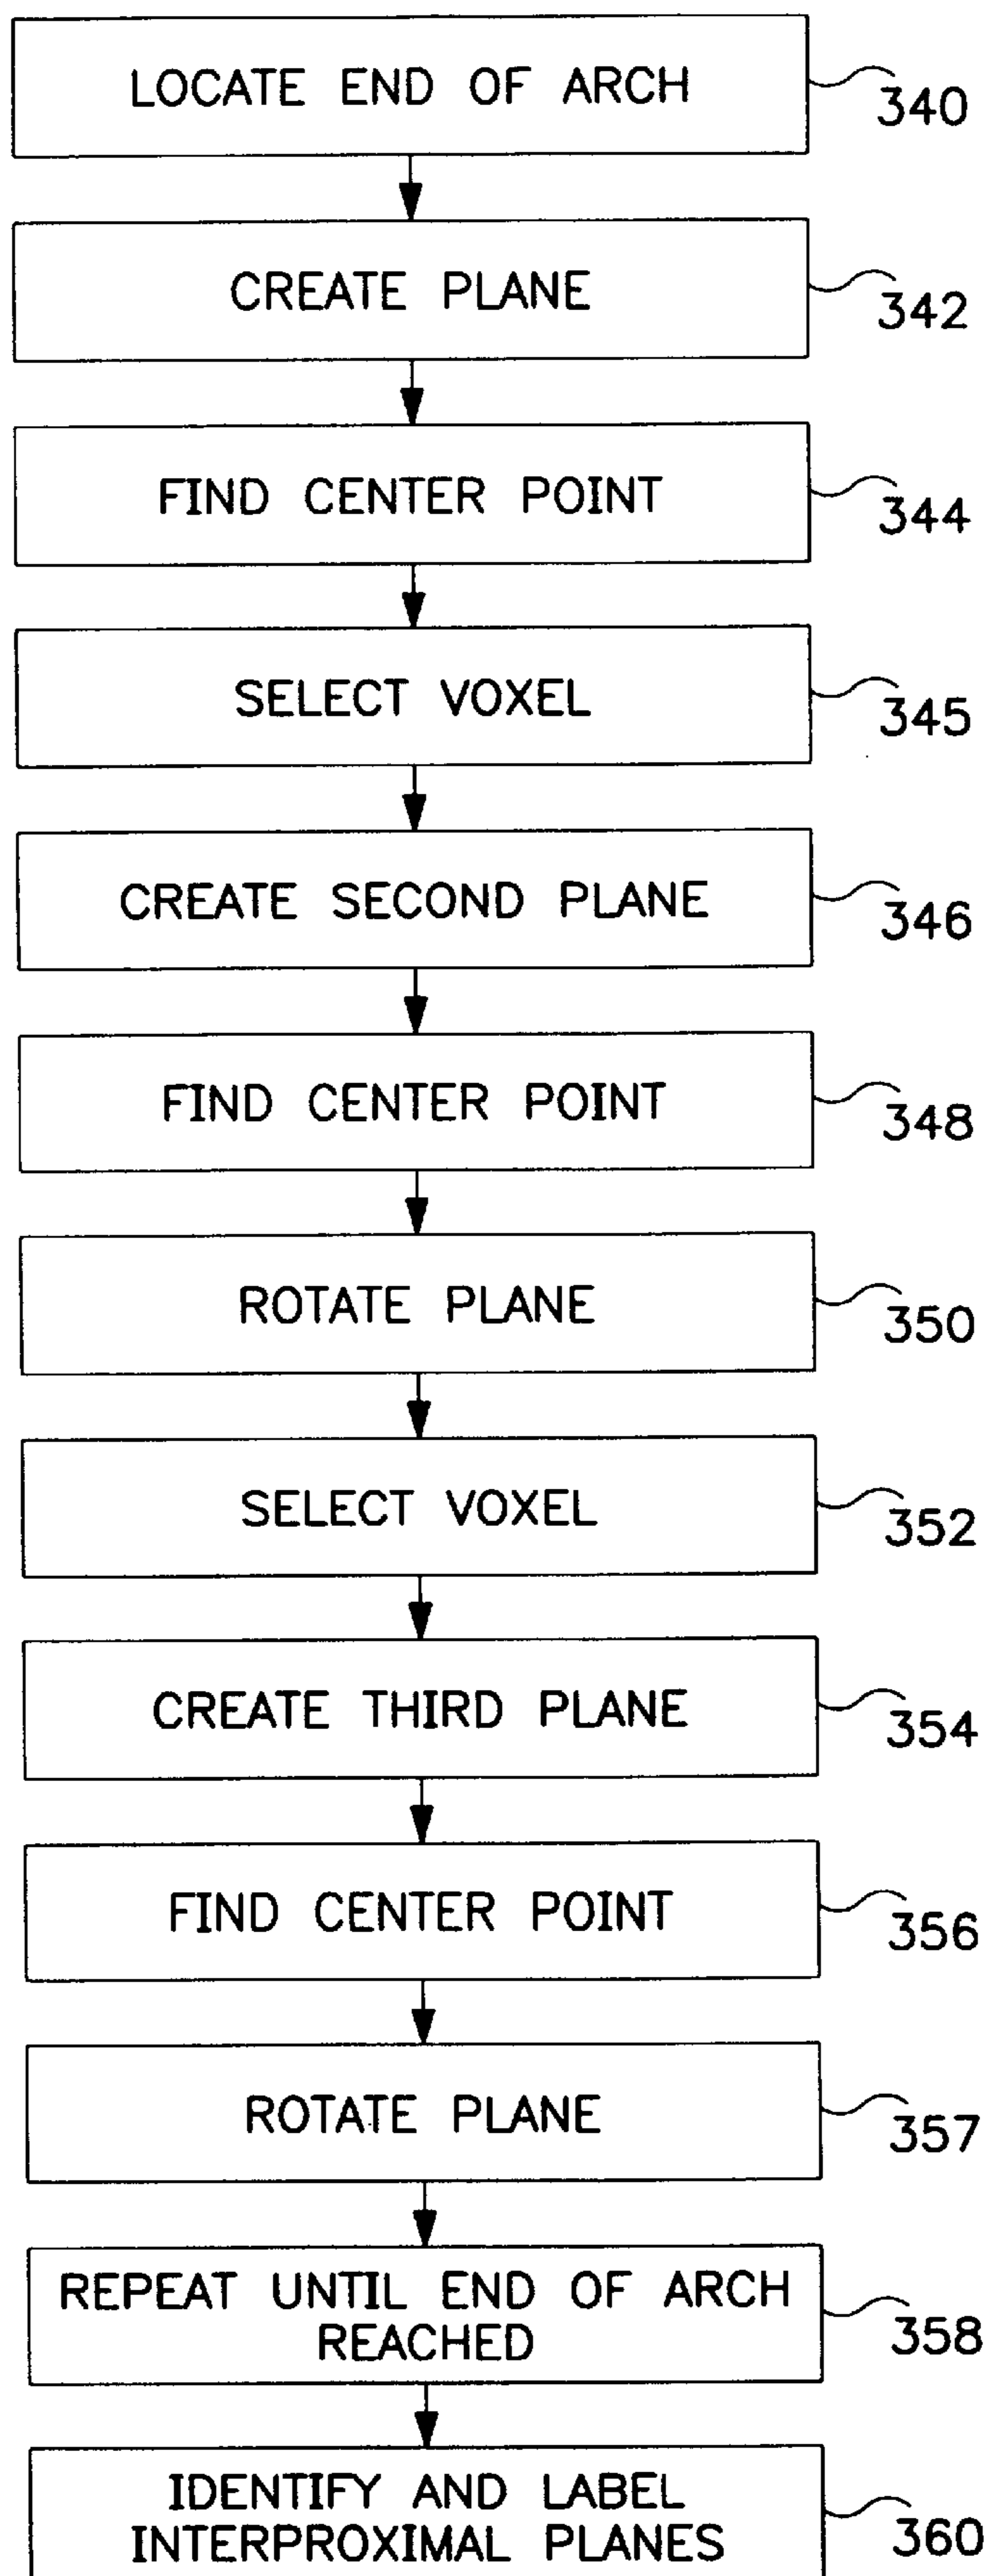 LOCATE END OF ARCH
340
CREATE PLANE
342
FIND CENTER POINT
344
SELECT VOXEL
345
CREATE SECOND PLANE
346
FIND CENTER POINT
348
ROTATE PLANE
350
SELECT VOXEL
352
CREATE THIRD PLANE
354
FIND CENTER POINT
356
ROTATE PLANE
357
REPEAT UNTIL END OF ARCH
REACHED
358
IDENTIFY AND LABEL
INTERPROXIMAL PLANES
360